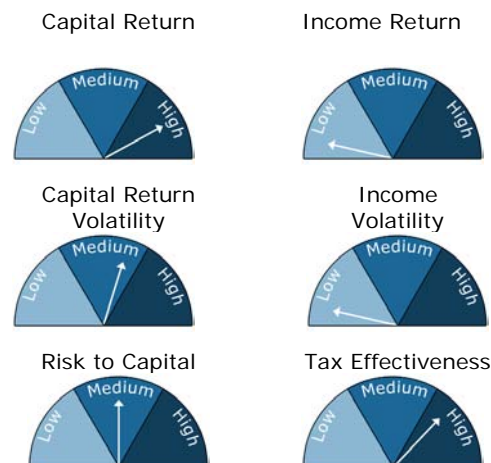 Capital Return
Income Return
Low
Medium
High
Low
Medium
High
Capital Return
Volatility
Income
Volatility
Low
Medium
High
Low
Medium
High
Risk to Capital
Tax Effectiveness
Low
Medium
High
Low
Medium
High